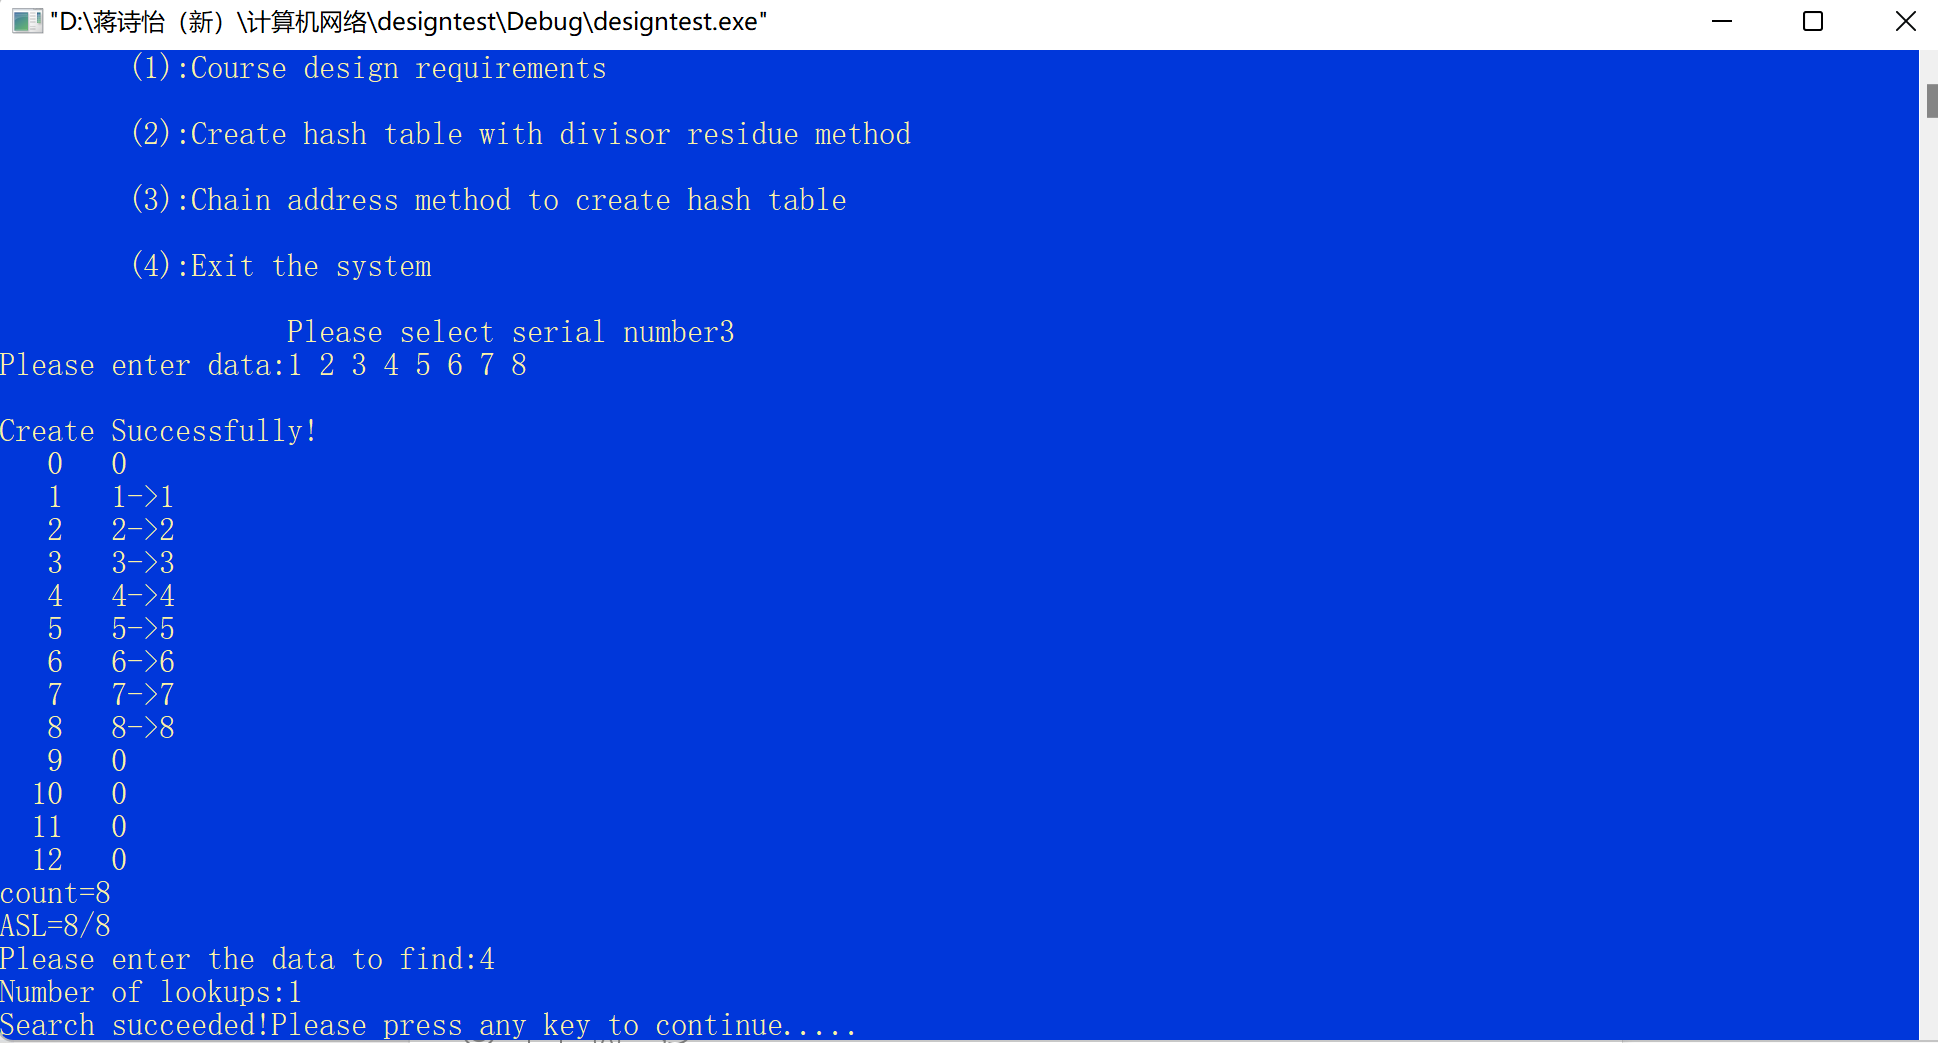 "D:\蒋诗怡（新）\计算机网络\designtest\Debug\designtest.exe"
(1):Course design requirements
(2):Create hash table with divisor residue method
(3):Chain address method to create hash table
(4):Exit the system
Please select serial number3
Please enter data:1 2 3 4 5 6 7 8
Create Successfully!
0 0
1 1->1
2 2->2
3 3->3
4 4->4
5 5->5
6 6->6
7 7->7
8 8->8
9 0
10 0
11 0
12 0
count=8
ASL=8/8
Please enter the data to find:4
Number of lookups:1
Search succeeded!Please press any key to continue.....